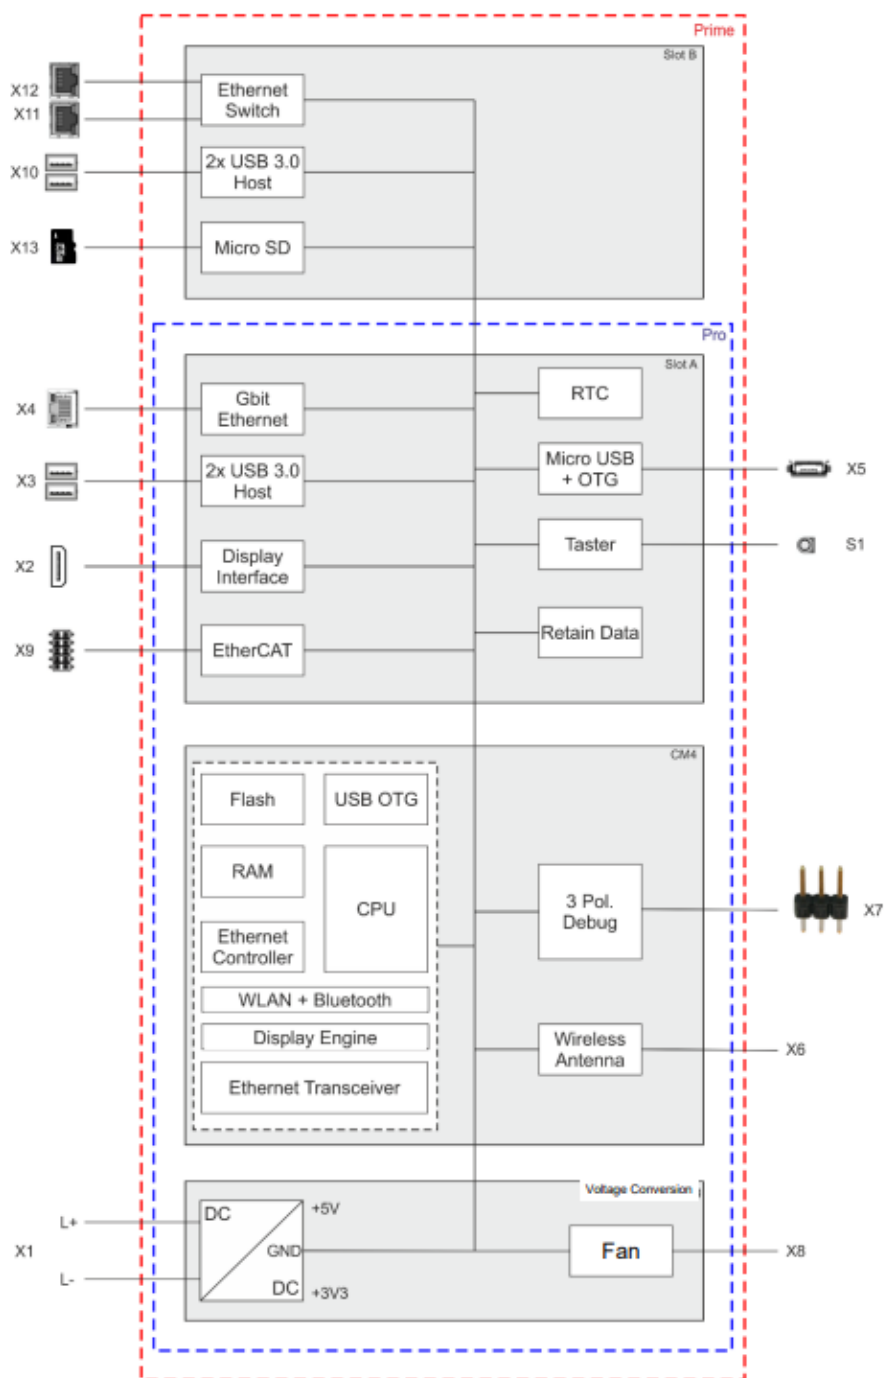 Prime
Slot B
X12
X11
Ethernet
Switch
X10
2x USB 3.0
Host
X13
Micro SD
Pro
Slot A
X4
Gbit
Ethernet
RTC
X3
2x USB 3.0
Host
Micro USB
+ OTG
X5
X2
Display
Interface
Taster
S1
X9
EtherCAT
Retain Data
CM4
Flash
USB OTG
RAM
CPU
Ethernet
Controller
3 Pol.
Debug
X7
WLAN + Bluetooth
Display Engine
Ethernet Transceiver
Wireless
Antenna
X6
Voltage Conversion
X1
L+
L-
DC
+5V
GND
DC
+3V3
Fan
X8